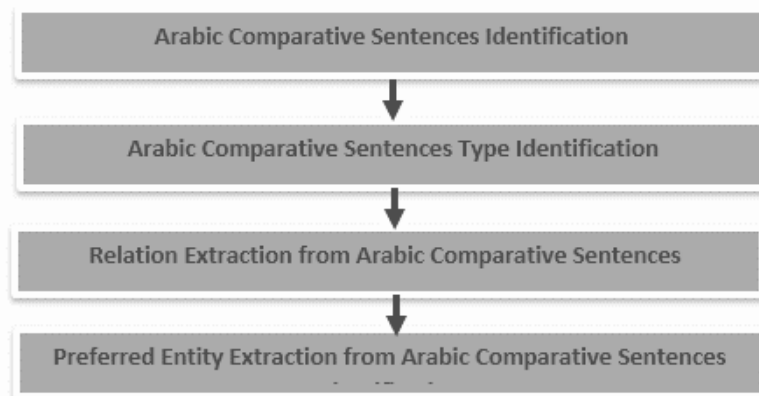 Arabic Comparative Sentences Identification
Arabic Comparative Sentences Type Identification
Relation Extraction from Arabic Comparative Sentences
Preferred Entity Extraction from Arabic Comparative Sentences